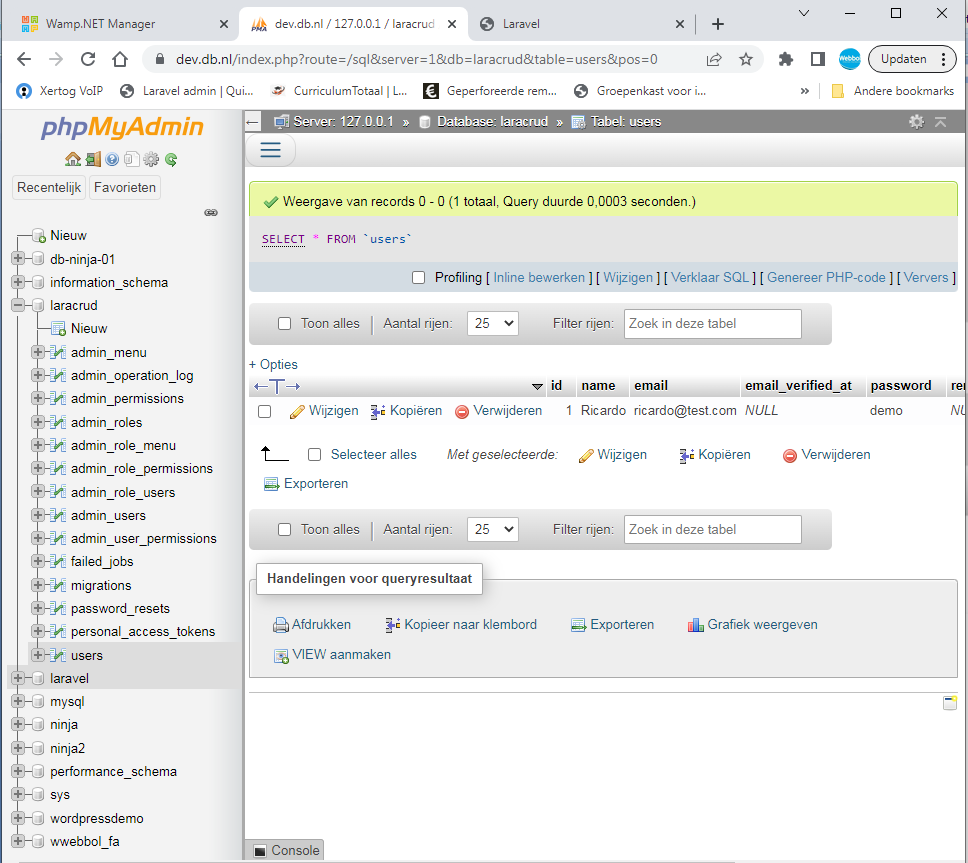 Wamp.NET Manager
dev.db.nl / 127.0.0.1 / laracrud
Laravel
dev.db.nl/index.php?route=/sql&server=1&db=laracrud&table=users&pos=0
Webbol
Updaten
Xertog VoIP
Laravel admin | Qui...
CurriculumTotaal | L...
Geperforeerde rem...
Groepenkast voor i...
»
Andere bookmarks
phpMyAdmin
Recentelijk
Favorieten
Nieuw
db-ninja-01
information_schema
laracrud
Nieuw
admin_menu
admin_operation_log
admin_permissions
admin_roles
admin_role_menu
admin_role_permissions
admin_role_users
admin_users
admin_user_permissions
failed_jobs
migrations
password_resets
personal_access_tokens
users
laravel
mysql
ninja
ninja2
performance_schema
sys
wordpressdemo
wwebbol_fa
Server: 127.0.0.1 » Database: laracrud » Tabel: users
Weergave van records 0 - 0 (1 totaal, Query duurde 0,0003 seconden.)
SELECT * FROM `users`
Profiling [ Inline bewerken ] [ Wijzigen ] [ Verklaar SQL ] [ Genereer PHP-code ] [ Ververs ]
Toon alles | Aantal rijen: 25 Filter rijen: Zoek in deze tabel
+ Opties
←T→ id name email email_verified_at password
Wijzigen Kopiëren Verwijderen 1 Ricardo ricardo@test.com NULL demo
Selecteer alles Met geselecteerde: Wijzigen Kopiëren Verwijderen
Exporteren
Toon alles | Aantal rijen: 25 Filter rijen: Zoek in deze tabel
Handelingen voor queryresultaat
Afdrukken Kopieer naar klembord Exporteren Grafiek weergeven
VIEW aanmaken
Console